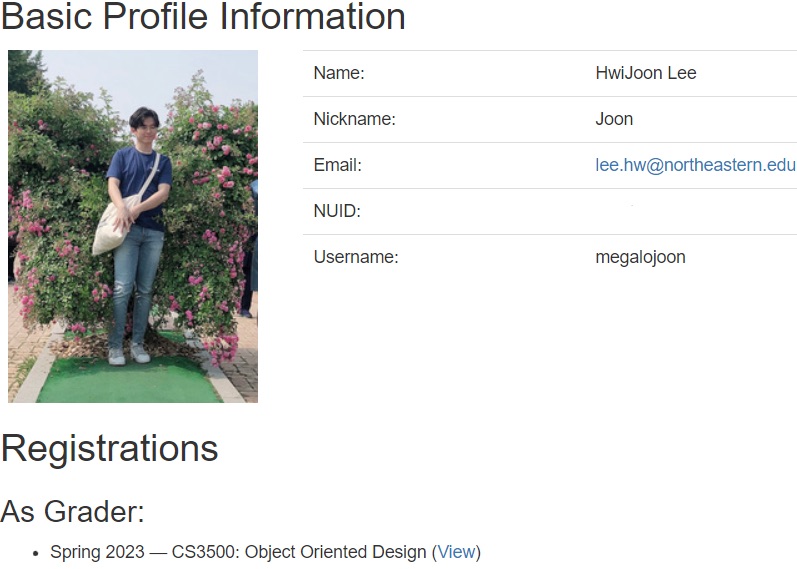 Basic Profile Information
Name: HwiJoon Lee
Nickname: Joon
Email: lee.hw@northeastern.edu
NUID:
Username: megalojoon
Registrations
As Grader:
• Spring 2023 — CS3500: Object Oriented Design (View)